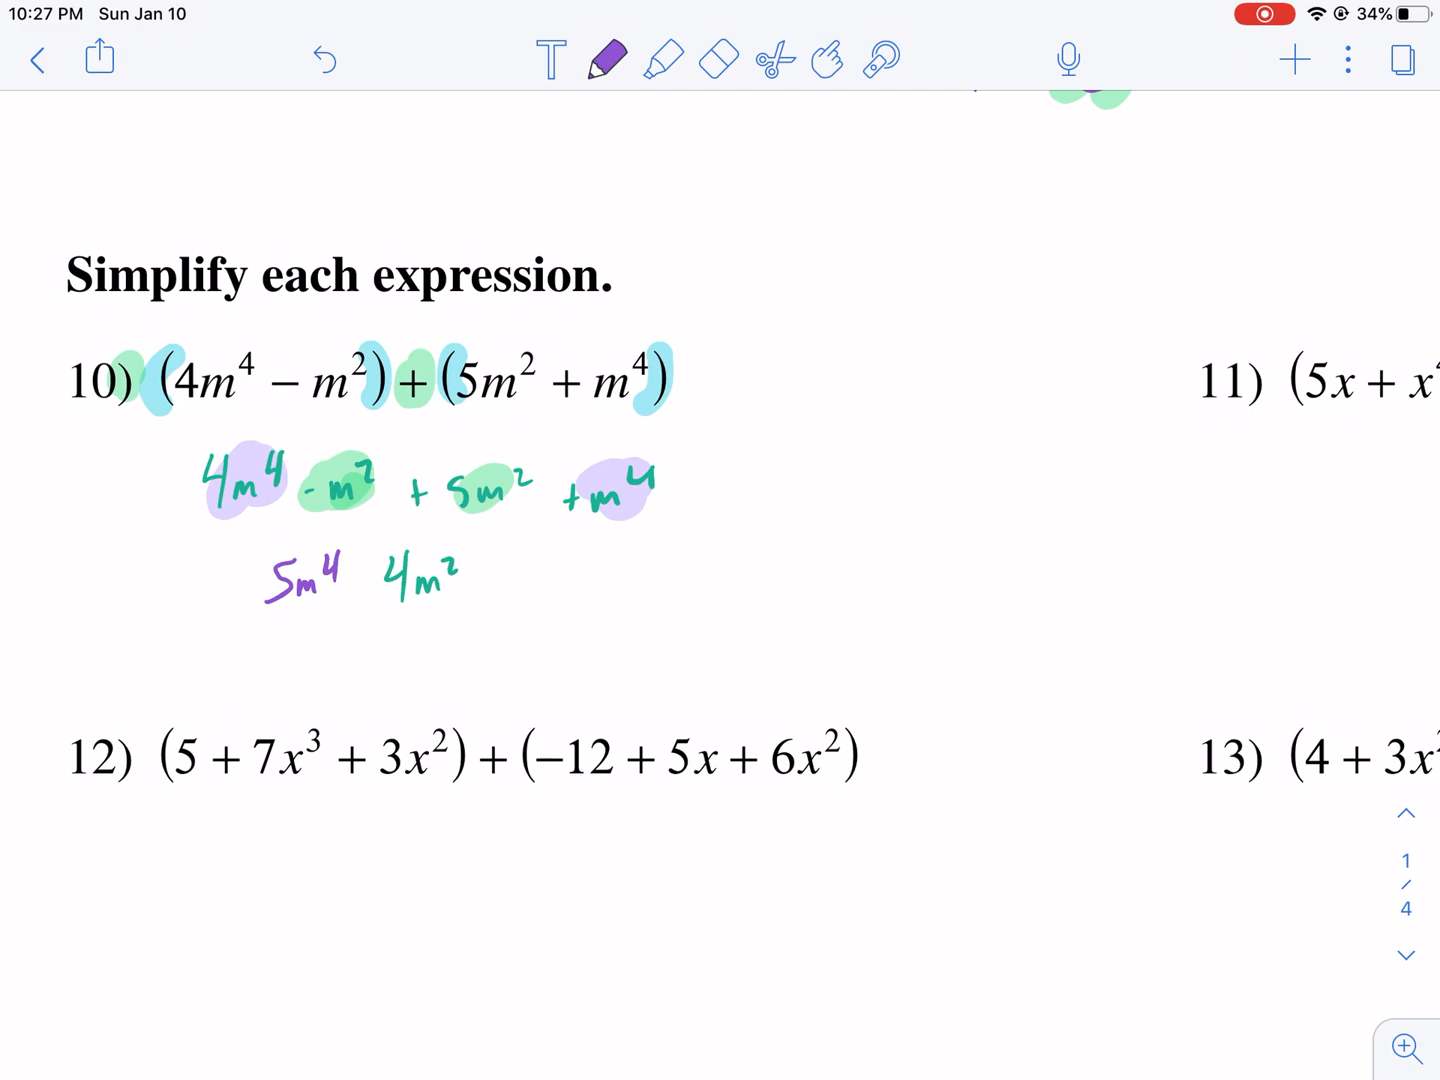 10:27 PM Sun Jan 10 34%
Simplify each expression.
10) (4m⁴ − m²) + (5m² + m⁴) 11) (5x + x
4m⁴ - m² + 5m² + m⁴
5m⁴ 4m²
12) (5 + 7x³ + 3x²) + (−12 + 5x + 6x²) 13) (4 + 3x
1
/
4